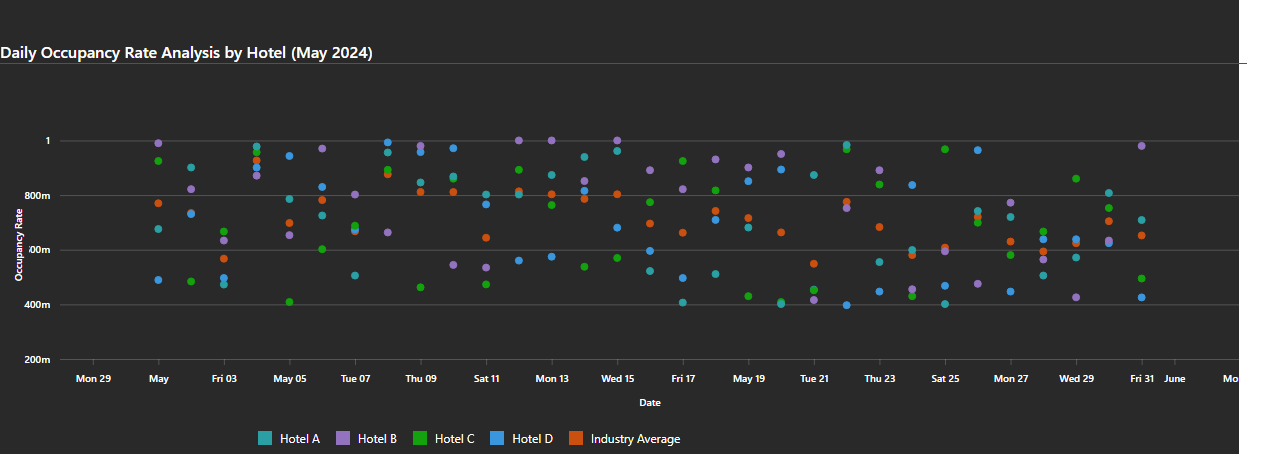 Daily Occupancy Rate Analysis by Hotel (May 2024)
1
800m
600m
400m
200m
Occupancy Rate
Mon 29 May Fri 03 May 05 Tue 07 Thu 09 Sat 11 Mon 13 Wed 15 Fri 17 May 19 Tue 21 Thu 23 Sat 25 Mon 27 Wed 29 Fri 31 June Mo
Date
Hotel A Hotel B Hotel C Hotel D Industry Average